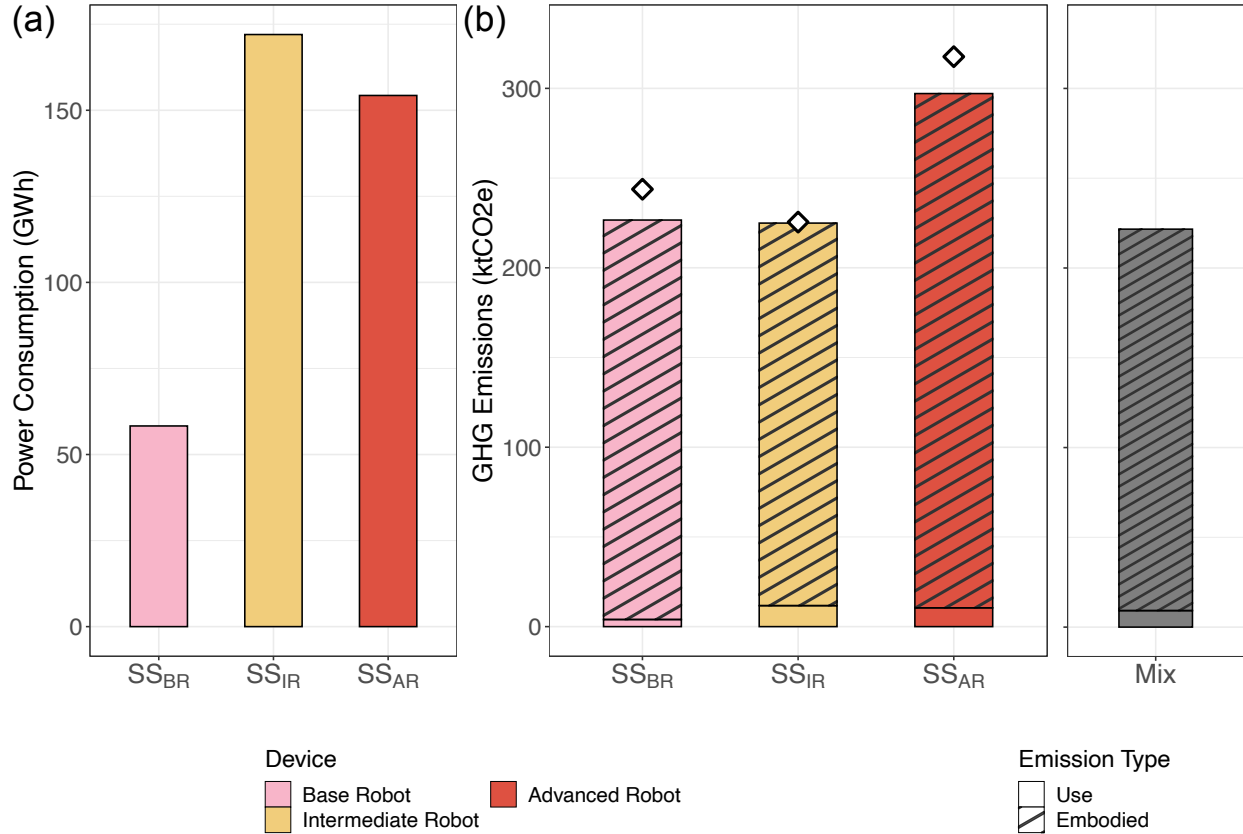 (a)
Power Consumption (GWh)
150
100
50
0
SSBR
SSIR
SSAR
(b)
GHG Emissions (ktCO2e)
300
200
100
0
SSBR
SSIR
SSAR
Mix
Device
Base Robot
Intermediate Robot
Advanced Robot
Emission Type
Use
Embodied